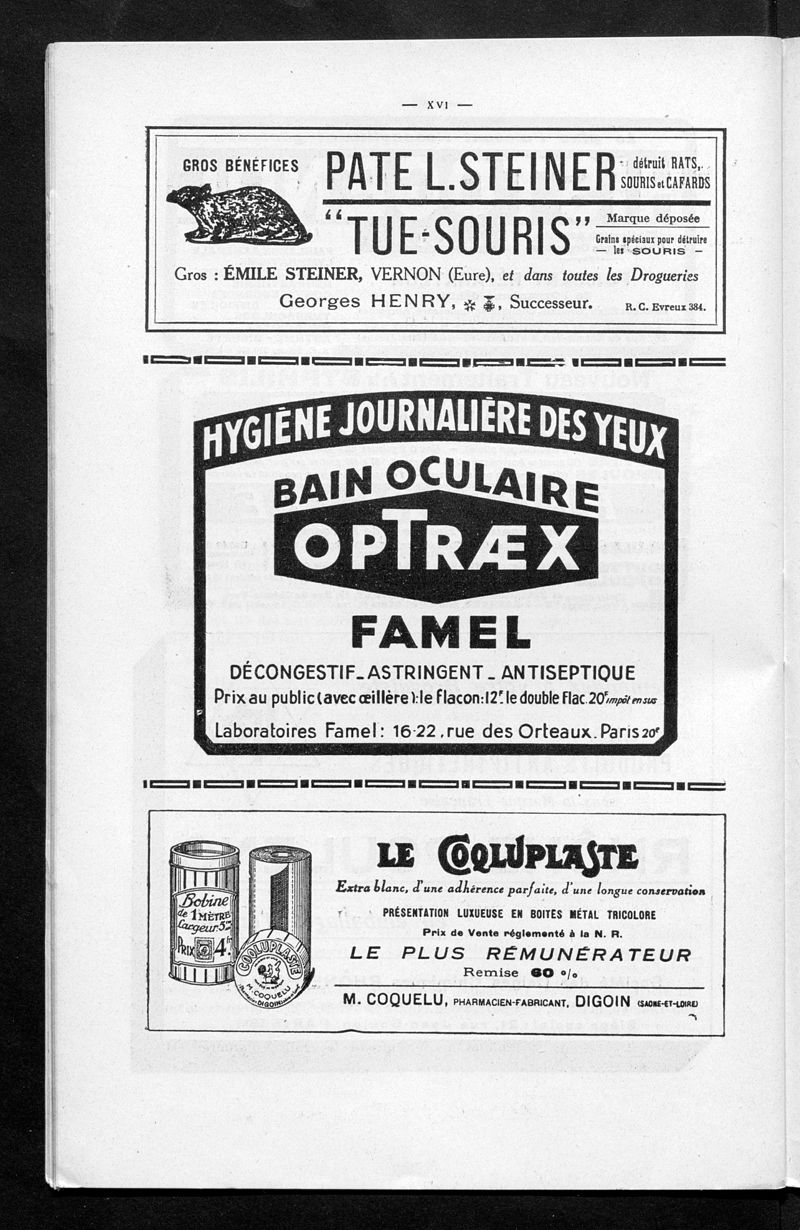 — XVI —
GROS BÉNÉFICES
PATE L. STEINER
détruit RATS,
SOURIS et CAFARDS
"TUE-SOURIS"
Marque déposée
Grains spéciaux pour détruire
— les SOURIS —
Gros : ÉMILE STEINER, VERNON (Eure), et dans toutes les Drogueries
Georges HENRY, Successeur. R. C. Evreux 384.
HYGIÈNE JOURNALIÈRE DES YEUX
BAIN OCULAIRE
OPTRÆX
FAMEL
DÉCONGESTIF_ASTRINGENT_ANTISEPTIQUE
Prix au public (avec œillère): le flacon: 12F. le double Flac. 20F impôt en sus
Laboratoires Famel: 16-22, rue des Orteaux. Paris 20e
Bobine
de 1 MÈTRE
Largeur 5cm
PRIX 4fr
COQLUPLASTE
M. COQUELU
DIGOIN
LE COQLUPLASTE
Extra blanc, d'une adhérence parfaite, d'une longue conservation
PRÉSENTATION LUXUEUSE EN BOITES MÉTAL TRICOLORE
Prix de Vente réglementé à la N. R.
LE PLUS RÉMUNÉRATEUR
Remise 60 %
M. COQUELU, PHARMACIEN-FABRICANT, DIGOIN (SAONE-ET-LOIRE)